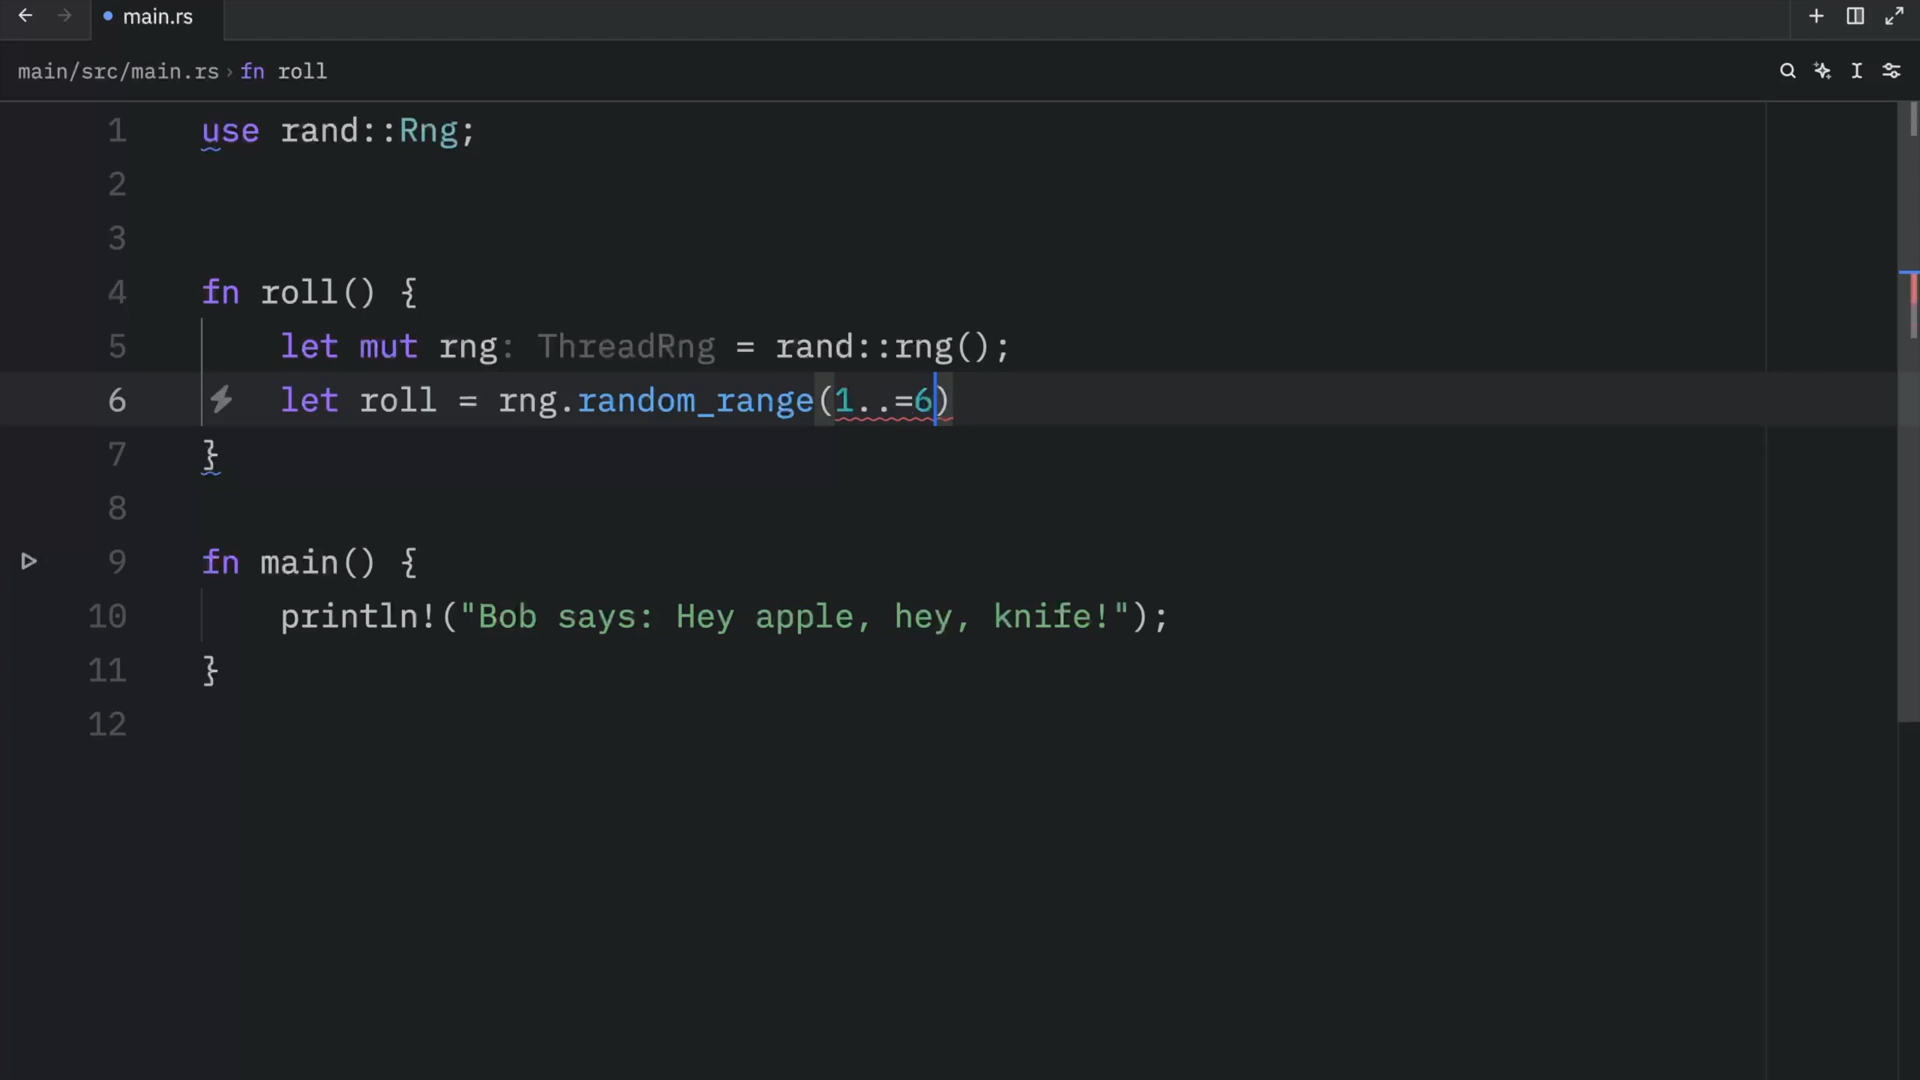 main.rs
main/src/main.rs › fn roll
1 use rand::Rng;
2
3
4 fn roll() {
5 let mut rng: ThreadRng = rand::rng();
6 let roll = rng.random_range(1..=6)
7 }
8
9 fn main() {
10 println!("Bob says: Hey apple, hey, knife!");
11 }
12